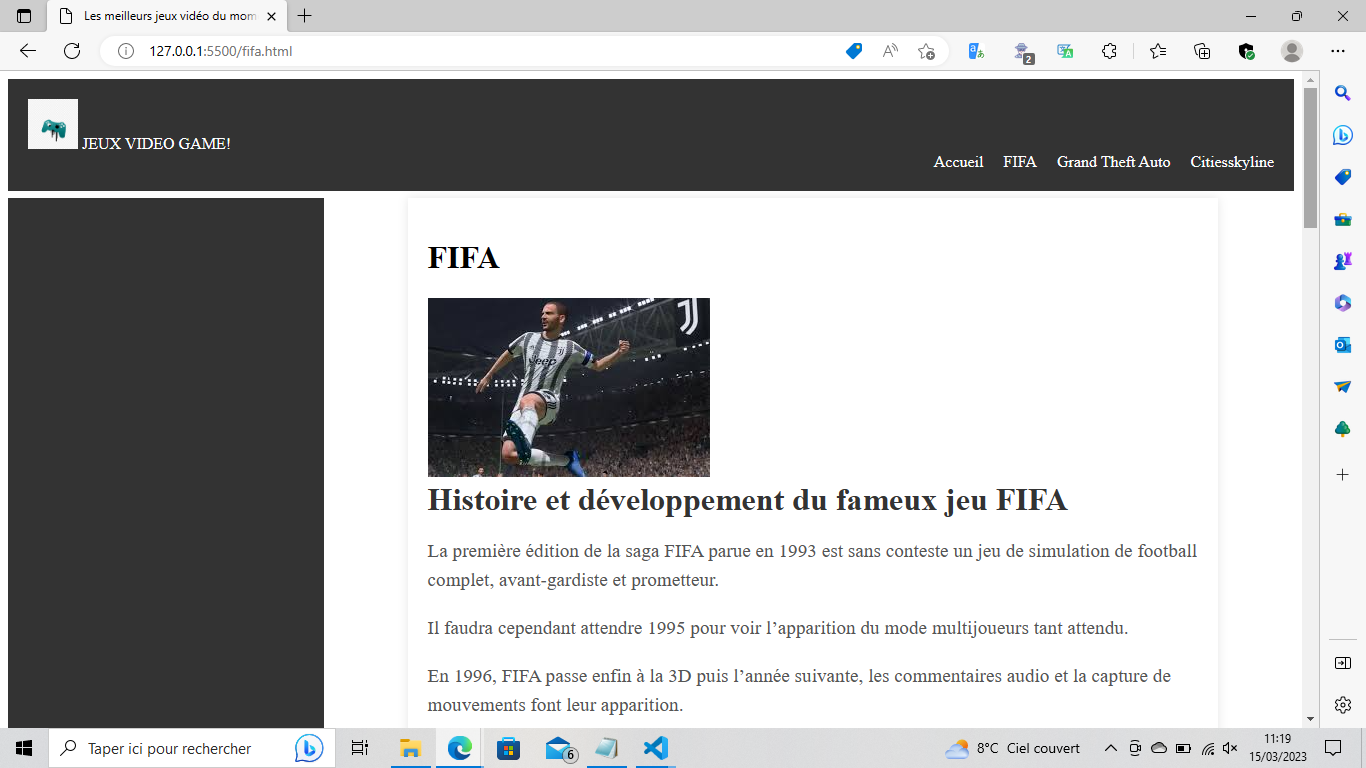 Les meilleurs jeux vidéo du mom
127.0.0.1:5500/fifa.html
2
JEUX VIDEO GAME!
Accueil FIFA Grand Theft Auto Citiesskyline
FIFA
Jeep
Histoire et développement du fameux jeu FIFA
La première édition de la saga FIFA parue en 1993 est sans conteste un jeu de simulation de football
complet, avant-gardiste et prometteur.
Il faudra cependant attendre 1995 pour voir l’apparition du mode multijoueurs tant attendu.
En 1996, FIFA passe enfin à la 3D puis l’année suivante, les commentaires audio et la capture de
mouvements font leur apparition.
Taper ici pour rechercher
6
8°C Ciel couvert
11:19
15/03/2023